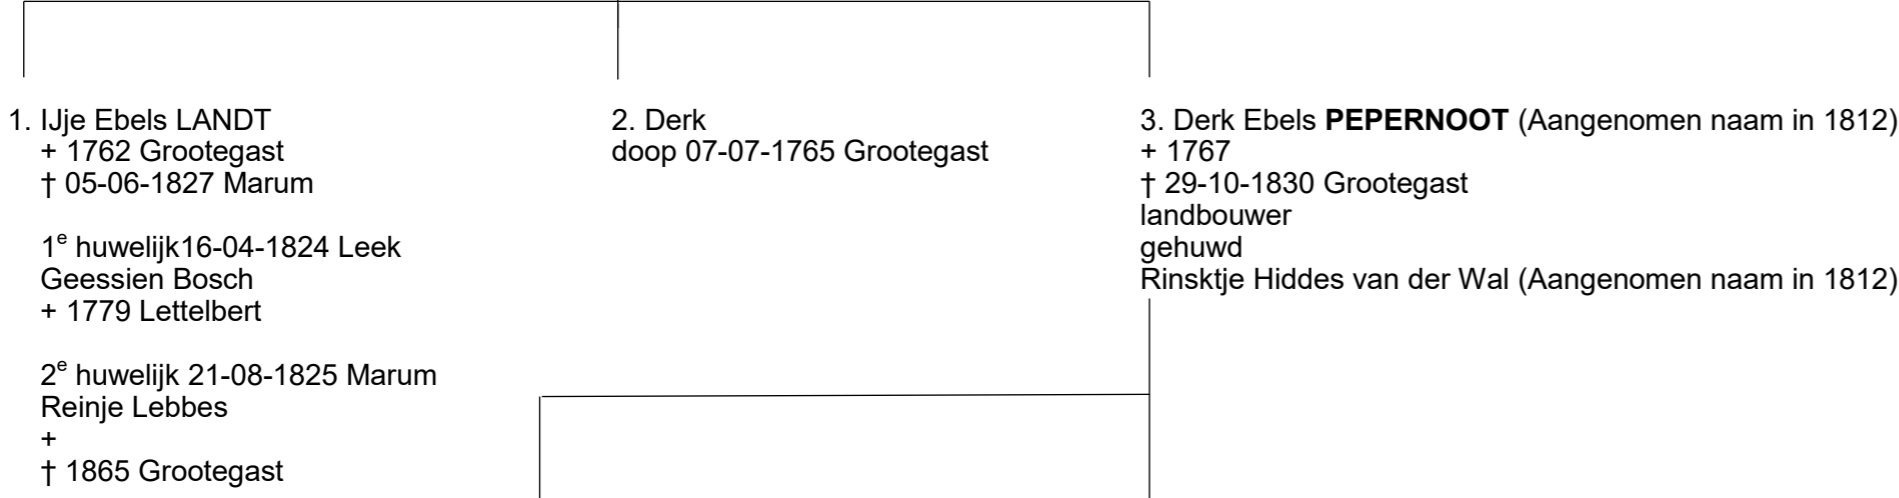 1. IJje Ebels LANDT
+ 1762 Grootegast
† 05-06-1827 Marum
1e huwelijk16-04-1824 Leek
Geessien Bosch
+ 1779 Lettelbert
2e huwelijk 21-08-1825 Marum
Reinje Lebbes
+
† 1865 Grootegast
2. Derk
doop 07-07-1765 Grootegast
3. Derk Ebels PEPERNOOT (Aangenomen naam in 1812)
+ 1767
† 29-10-1830 Grootegast
landbouwer
gehuwd
Rinsktje Hiddes van der Wal (Aangenomen naam in 1812)